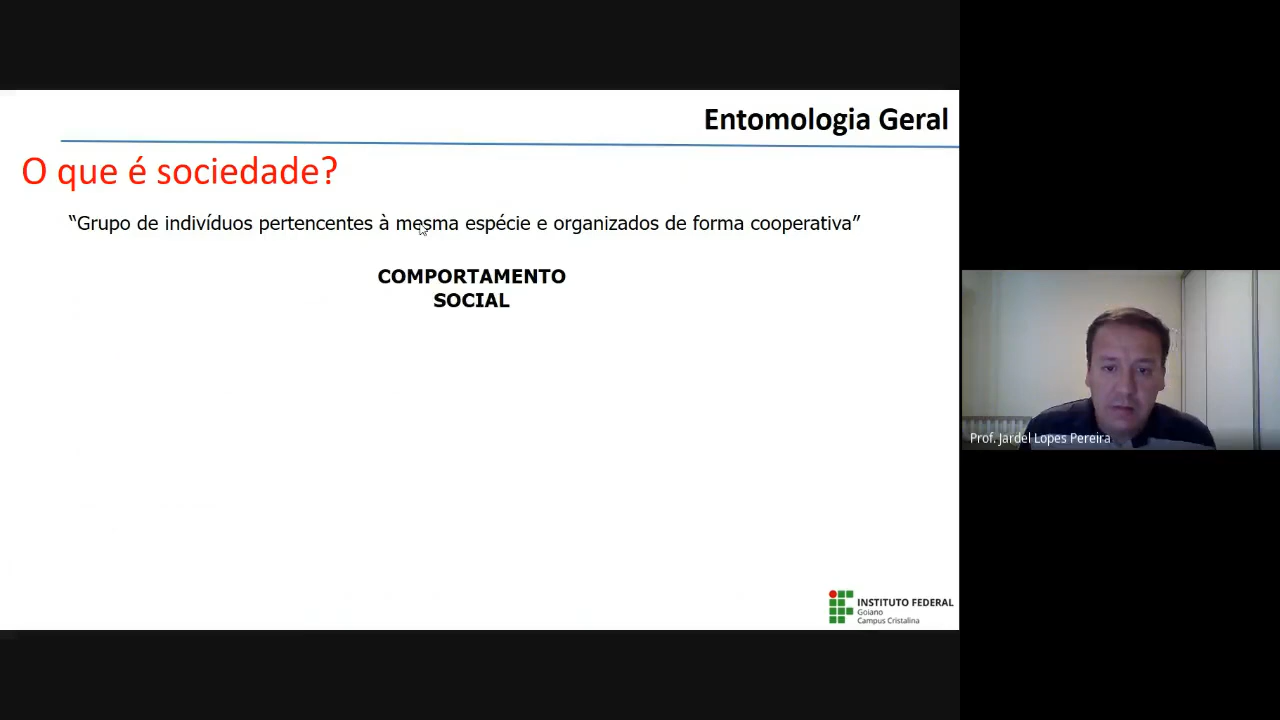 Entomologia Geral
O que é sociedade?
“Grupo de indivíduos pertencentes à mesma espécie e organizados de forma cooperativa”
COMPORTAMENTO
SOCIAL
Prof. Jardel Lopes Pereira
INSTITUTO FEDERAL
Goiano
Campus Cristalina